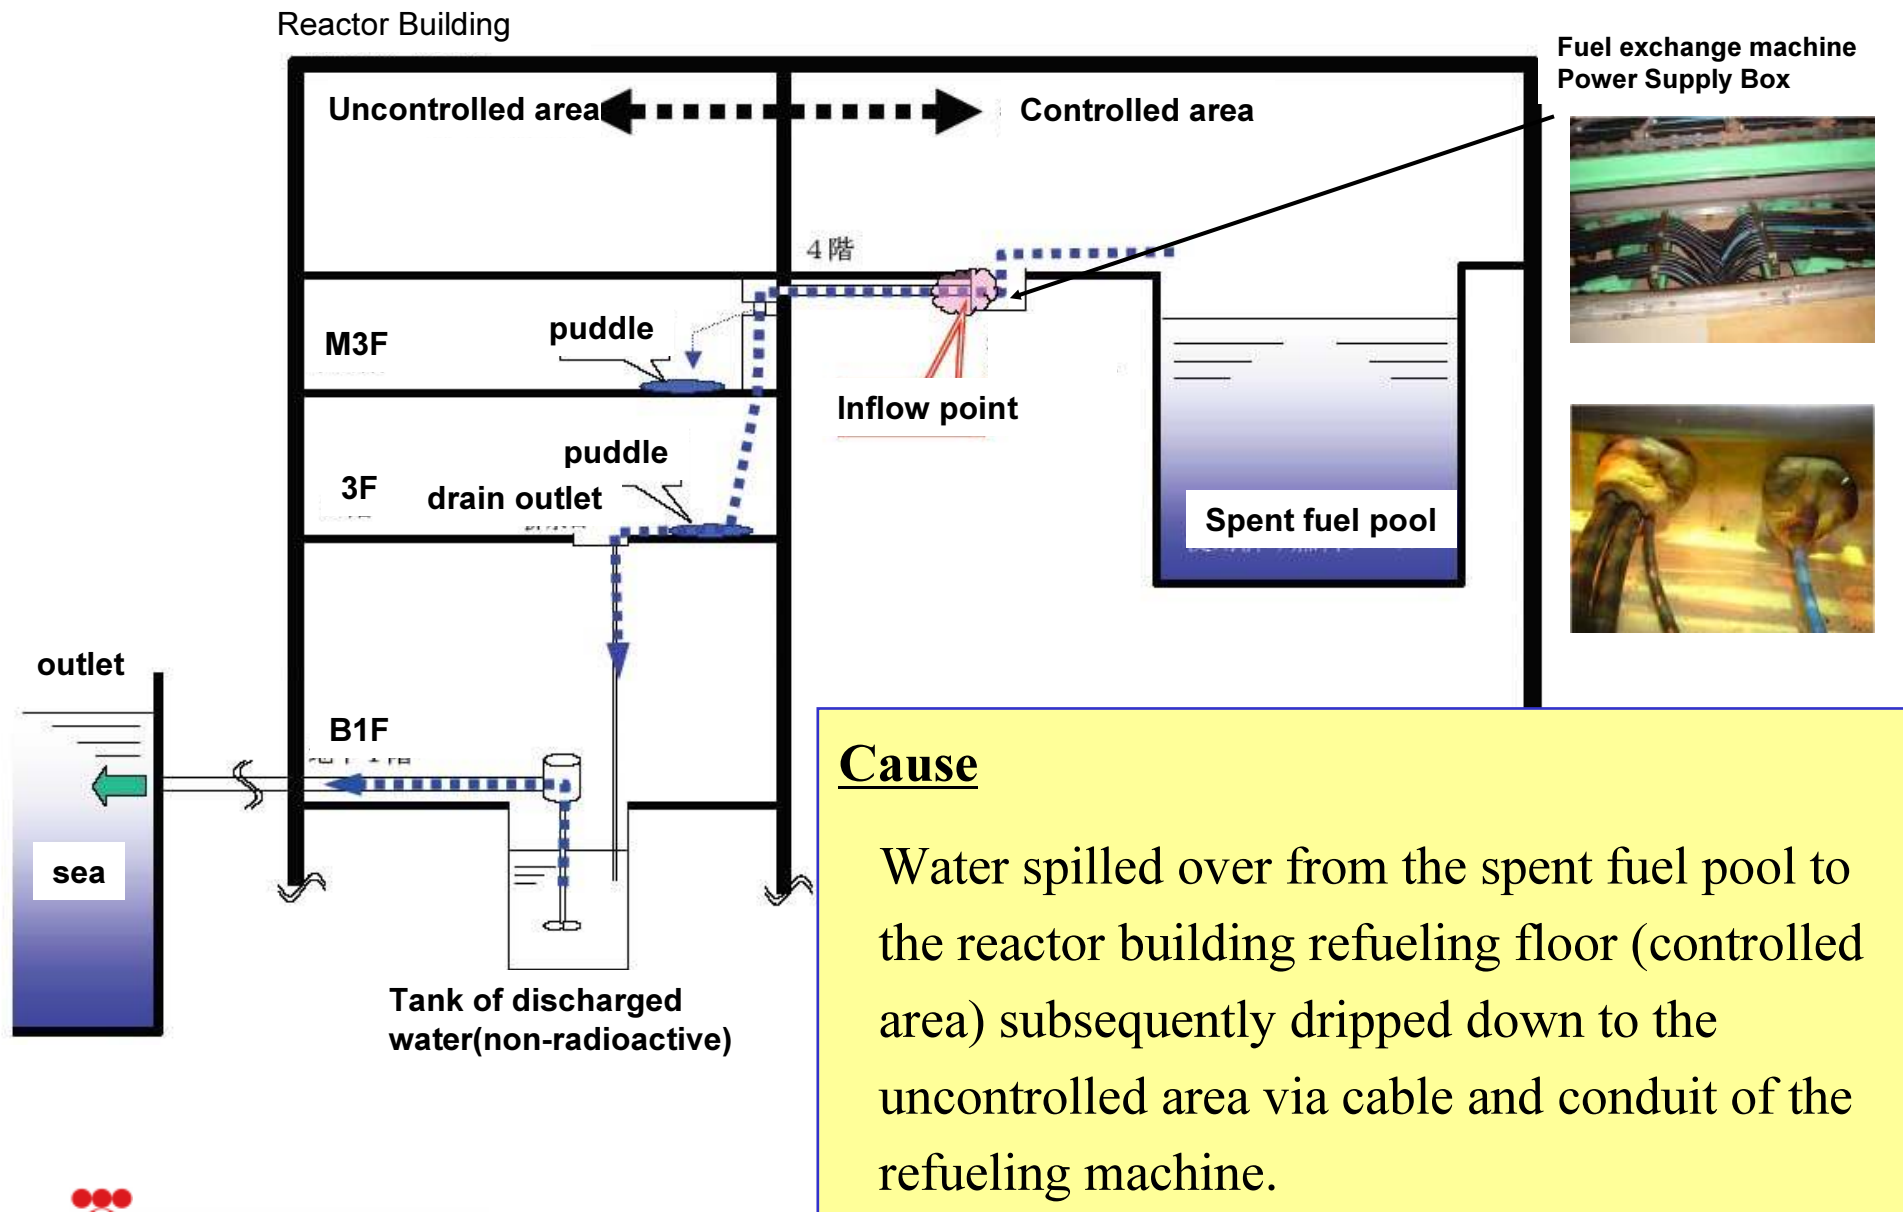 Reactor Building
Fuel exchange machine
Power Supply Box
Uncontrolled area
Controlled area
4階
M3F
puddle
Inflow point
puddle
3F
drain outlet
Spent fuel pool
outlet
B1F
sea
Tank of discharged
water(non-radioactive)
Cause
Water spilled over from the spent fuel pool to
the reactor building refueling floor (controlled
area) subsequently dripped down to the
uncontrolled area via cable and conduit of the
refueling machine.